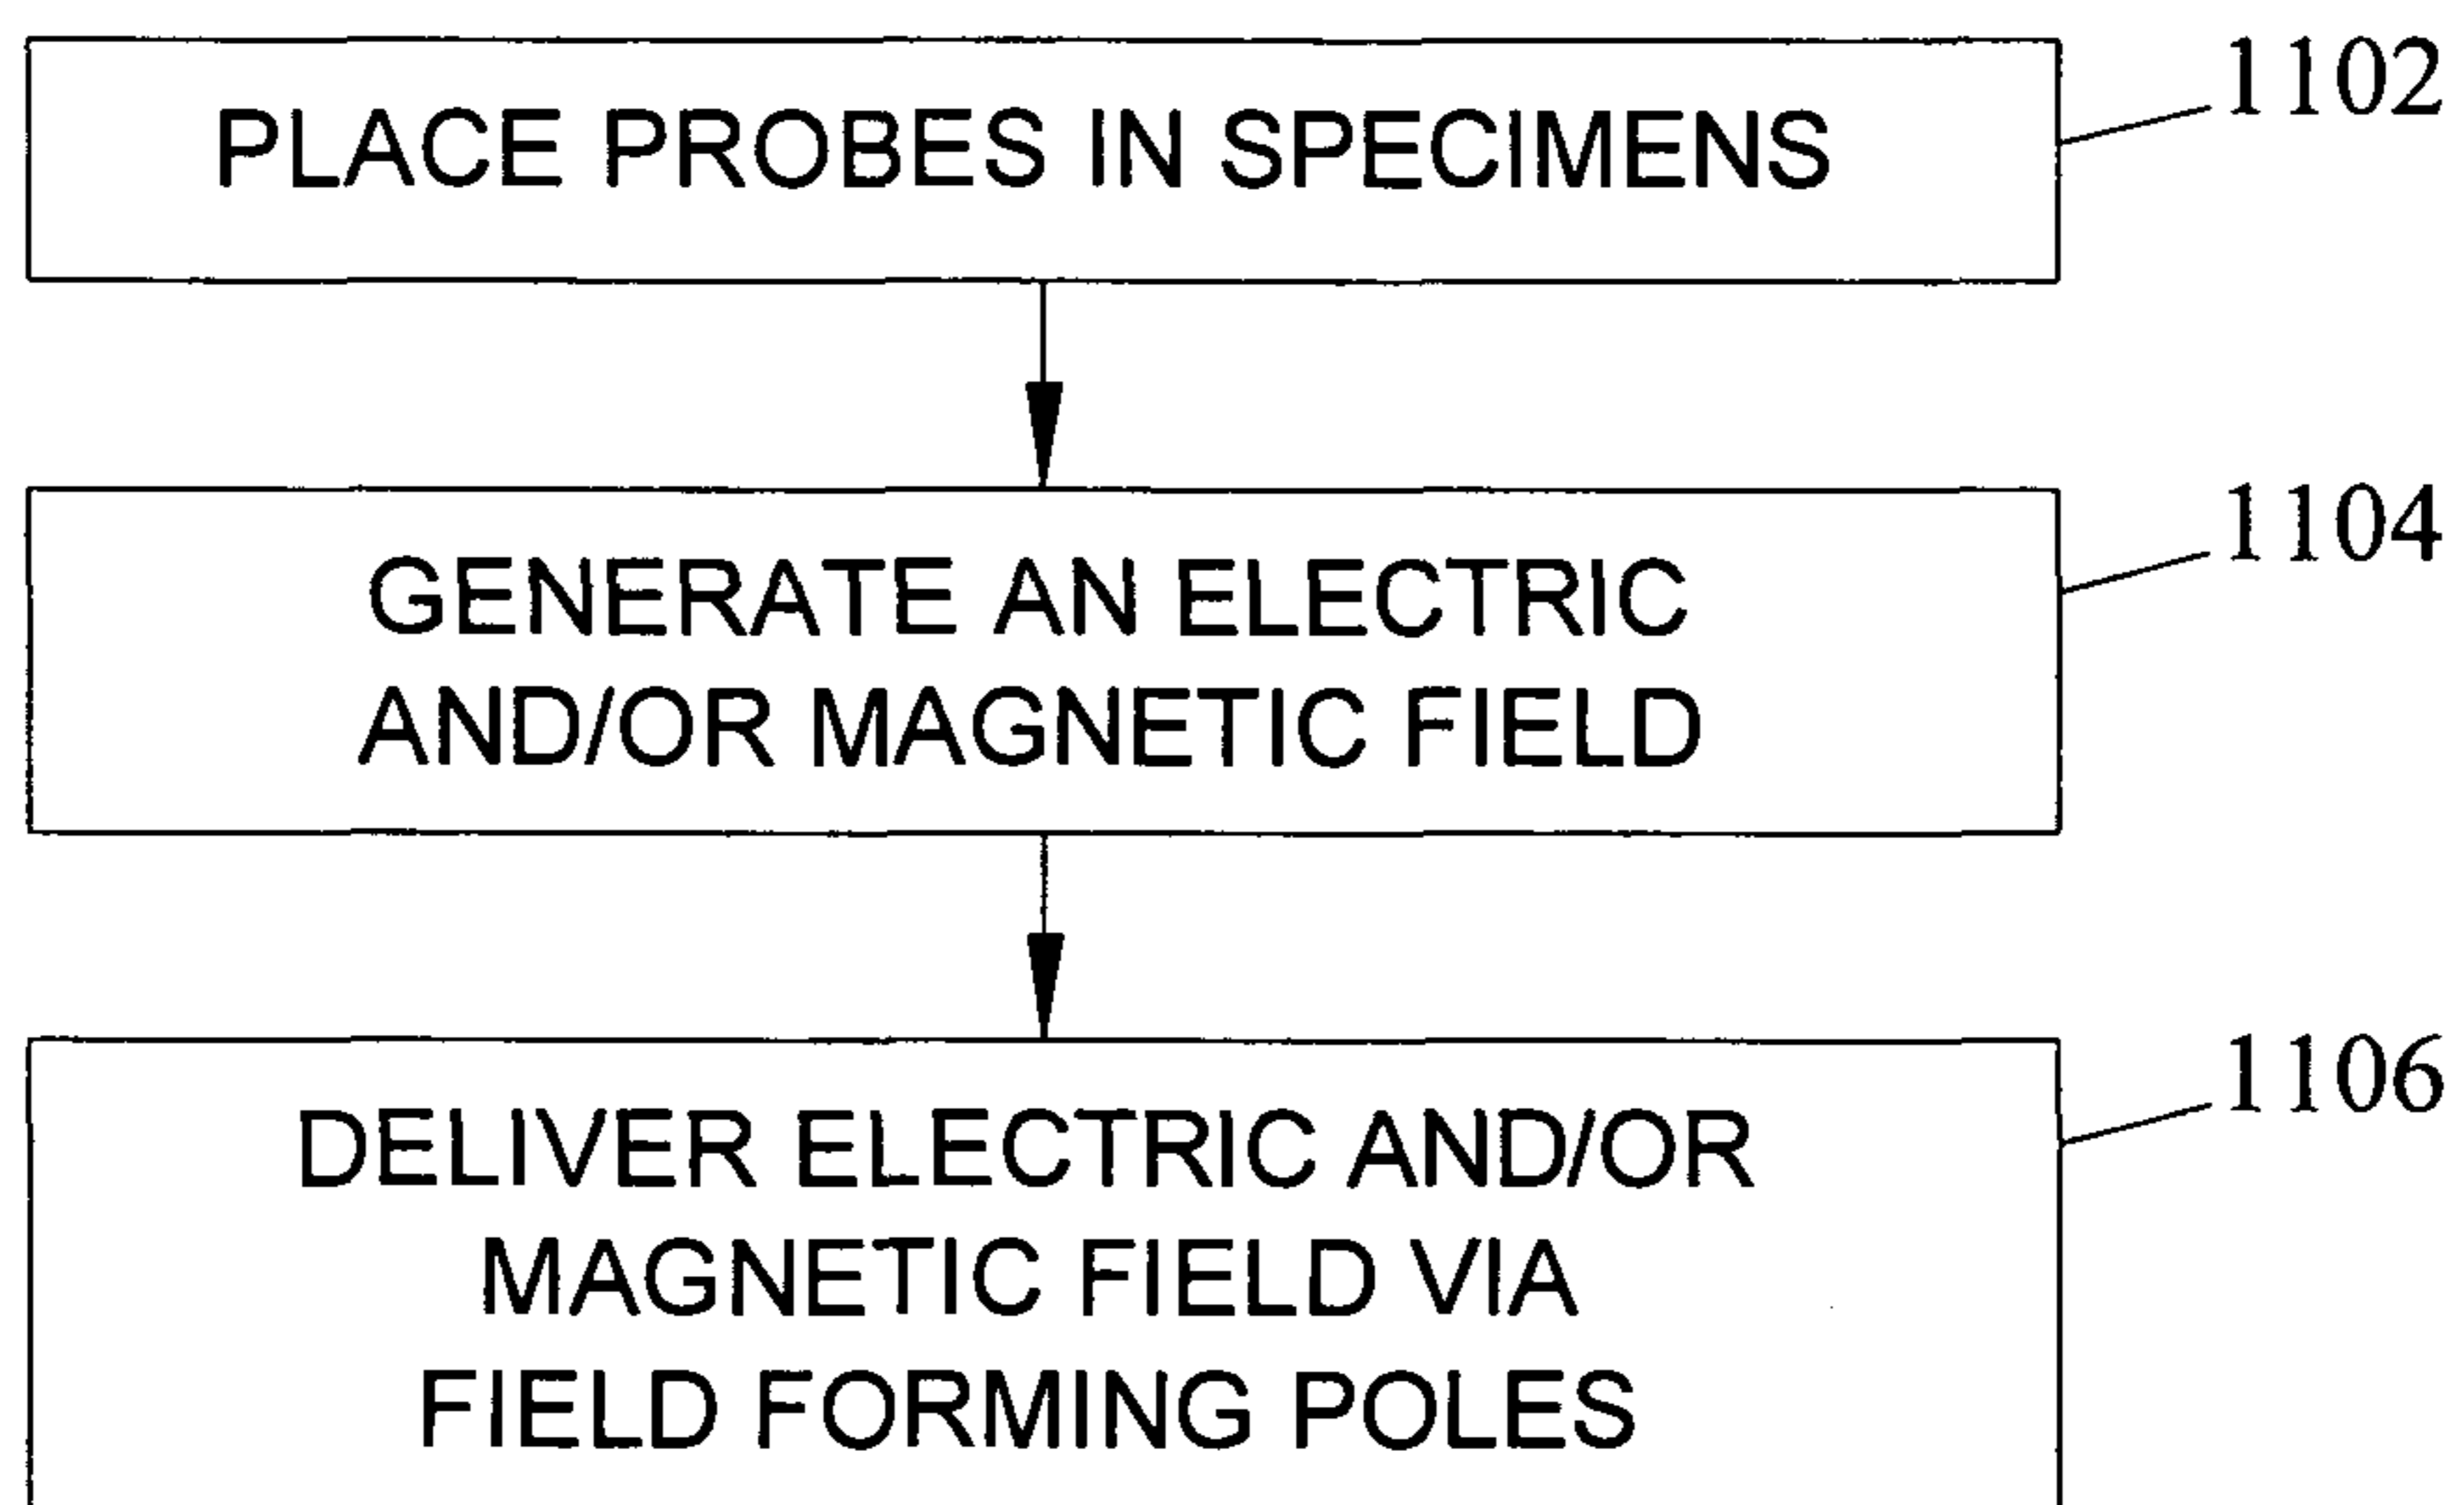 PLACE PROBES IN SPECIMENS
1102
GENERATE AN ELECTRIC
AND/OR MAGNETIC FIELD
1104
DELIVER ELECTRIC AND/OR
MAGNETIC FIELD VIA
FIELD FORMING POLES
1106